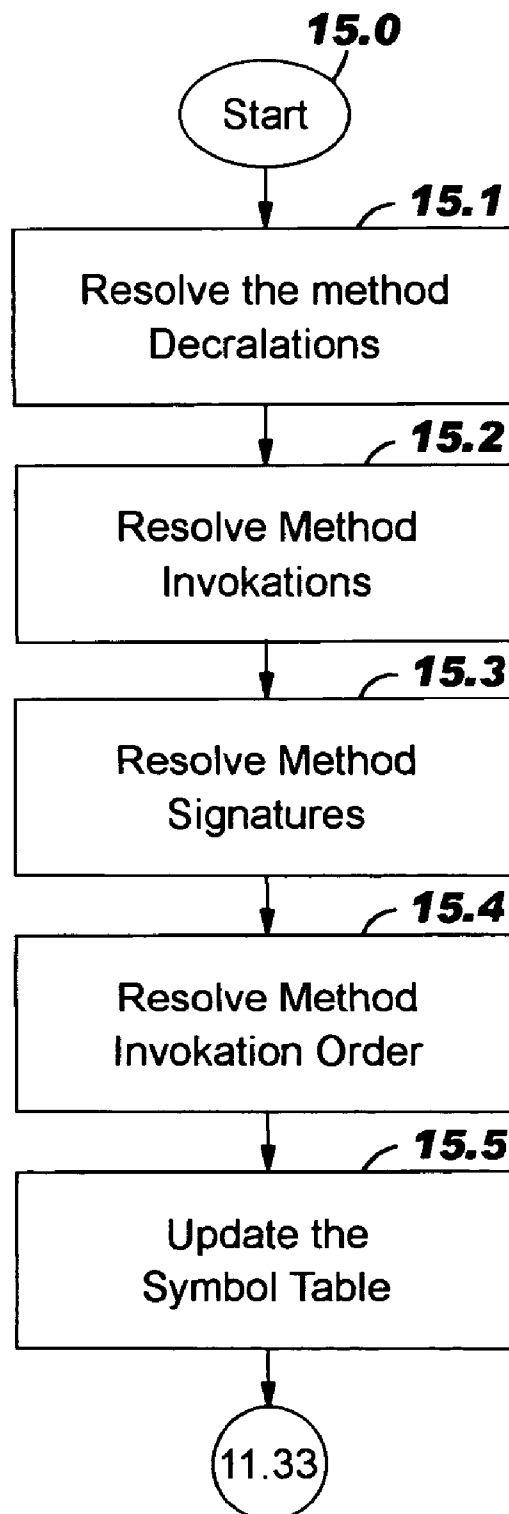 15.0
Start
15.1
Resolve the method
Decralations
15.2
Resolve Method
Invokations
15.3
Resolve Method
Signatures
15.4
Resolve Method
Invokation Order
15.5
Update the
Symbol Table
11.33